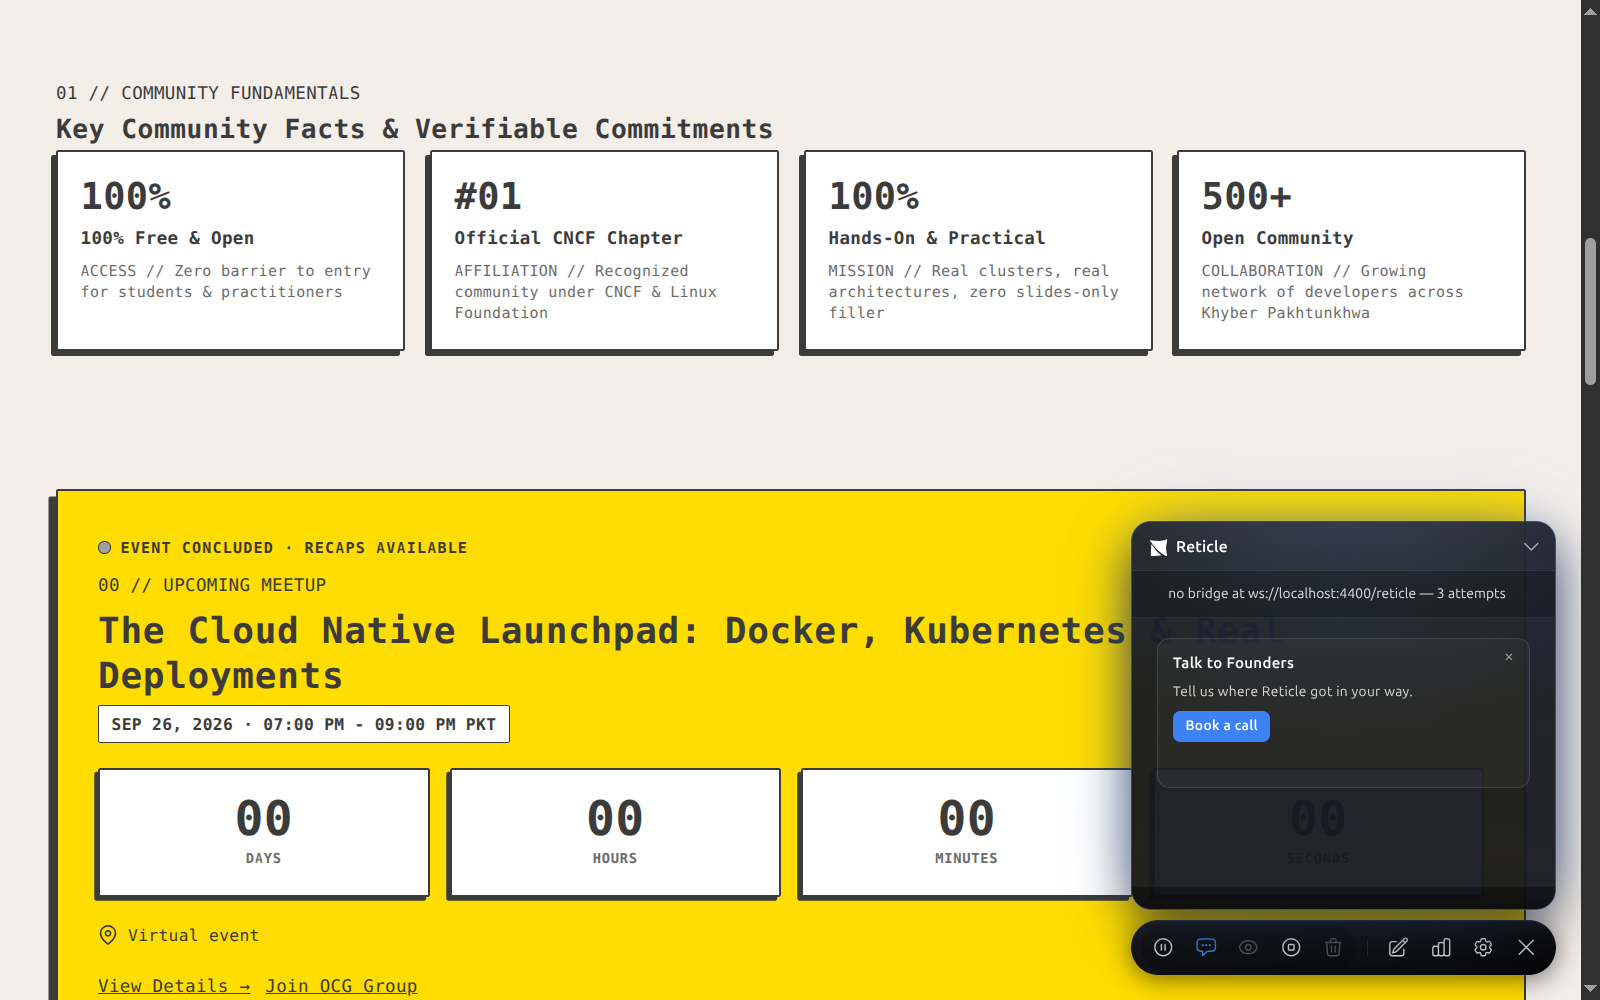 01 // COMMUNITY FUNDAMENTALS
Key Community Facts & Verifiable Commitments
100%
100% Free & Open
ACCESS // Zero barrier to entry
for students & practitioners
#01
Official CNCF Chapter
AFFILIATION // Recognized
community under CNCF & Linux
Foundation
100%
Hands-On & Practical
MISSION // Real clusters, real
architectures, zero slides-only
filler
500+
Open Community
COLLABORATION // Growing
network of developers across
Khyber Pakhtunkhwa
EVENT CONCLUDED · RECAPS AVAILABLE
00 // UPCOMING MEETUP
The Cloud Native Launchpad: Docker, Kubernetes & Real
Deployments
SEP 26, 2026 · 07:00 PM - 09:00 PM PKT
00
DAYS
00
HOURS
00
MINUTES
00
SECONDS
Virtual event
View Details → Join OCG Group
Reticle
no bridge at ws://localhost:4400/reticle — 3 attempts
Talk to Founders
Tell us where Reticle got in your way.
Book a call